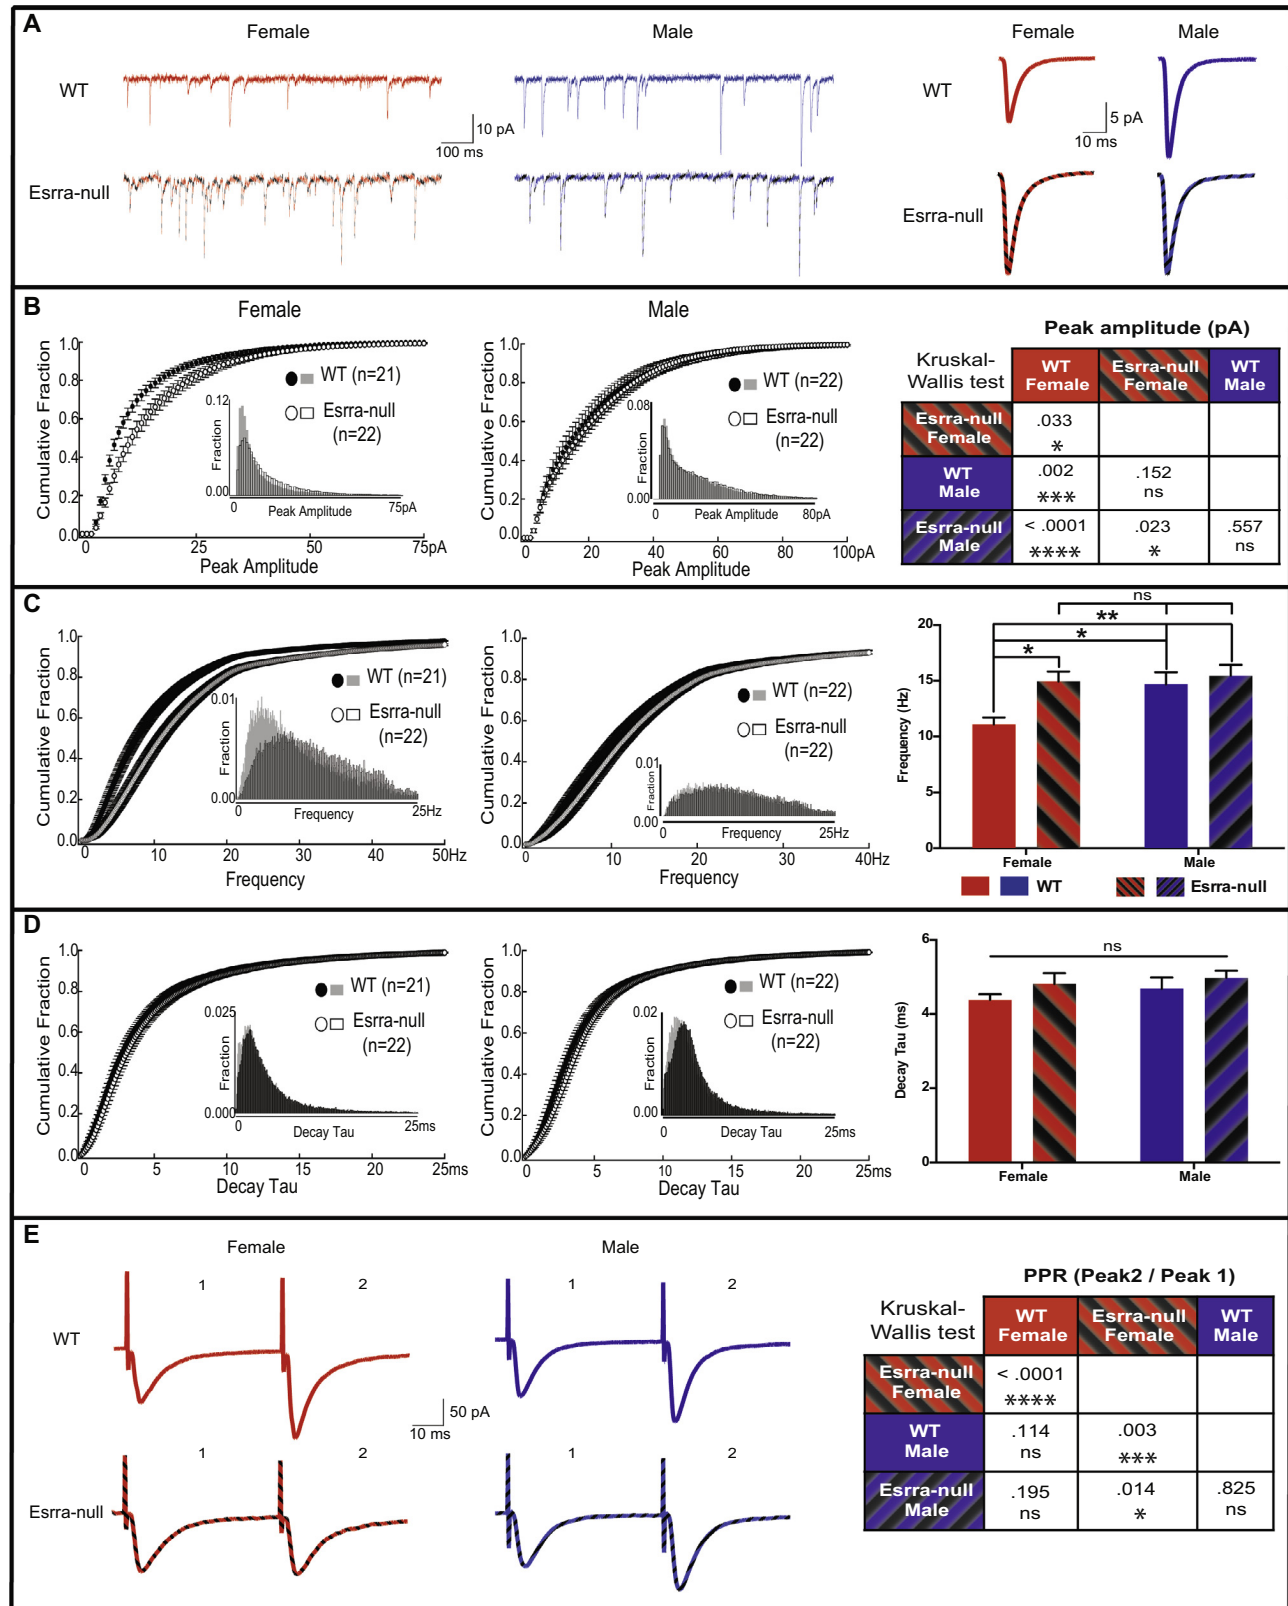 A
Female
Male
Female
Male
WT
WT
10 pA
100 ms
5 pA
10 ms
Esrra-null
Esrra-null
B
Female
Male
Cumulative Fraction
1.0
0.8
0.6
0.4
0.2
0.0
0
25
50
75pA
Peak Amplitude
WT (n=21)
Esrra-null
(n=22)
0.12
Fraction
0.00
0
75pA
Peak Amplitude
Cumulative Fraction
1.0
0.8
0.6
0.4
0.2
0.0
0
20
40
60
80
100pA
Peak Amplitude
WT (n=22)
Esrra-null
(n=22)
0.08
Fraction
0.00
0
Peak Amplitude
80pA
Peak amplitude (pA)
Kruskal-
Wallis test
WT
Female
Esrra-null
Female
WT
Male
Esrra-null
Female
.033
*
WT
Male
.002
***
.152
ns
Esrra-null
Male
< .0001
****
.023
*
.557
ns
C
Cumulative Fraction
1.0
0.8
0.6
0.4
0.2
0.0
0
10
20
30
40
50Hz
Frequency
WT (n=21)
Esrra-null
(n=22)
0.01
Fraction
0.00
0
Frequency
25Hz
Cumulative Fraction
1.0
0.8
0.6
0.4
0.2
0.0
0
10
20
30
40Hz
Frequency
WT (n=22)
Esrra-null
(n=22)
0.01
Fraction
0.00
0
Frequency
25Hz
ns
**
*
*
Frequency (Hz)
20
15
10
5
0
Female
Male
WT
Esrra-null
D
Cumulative Fraction
1.0
0.8
0.6
0.4
0.2
0.0
0
5
10
15
20
25ms
Decay Tau
WT (n=21)
Esrra-null
(n=22)
0.025
Fraction
0.000
0
Decay Tau
25ms
Cumulative Fraction
1.0
0.8
0.6
0.4
0.2
0.0
0
5
10
15
20
25ms
Decay Tau
WT (n=22)
Esrra-null
(n=22)
0.02
Fraction
0.00
0
Decay Tau
25ms
ns
Decay Tau (ms)
6
4
2
0
Female
Male
E
Female
Male
1
2
1
2
WT
50 pA
10 ms
1
2
1
2
Esrra-null
PPR (Peak2 / Peak 1)
Kruskal-
Wallis test
WT
Female
Esrra-null
Female
WT
Male
Esrra-null
Female
< .0001
****
WT
Male
.114
ns
.003
***
Esrra-null
Male
.195
ns
.014
*
.825
ns